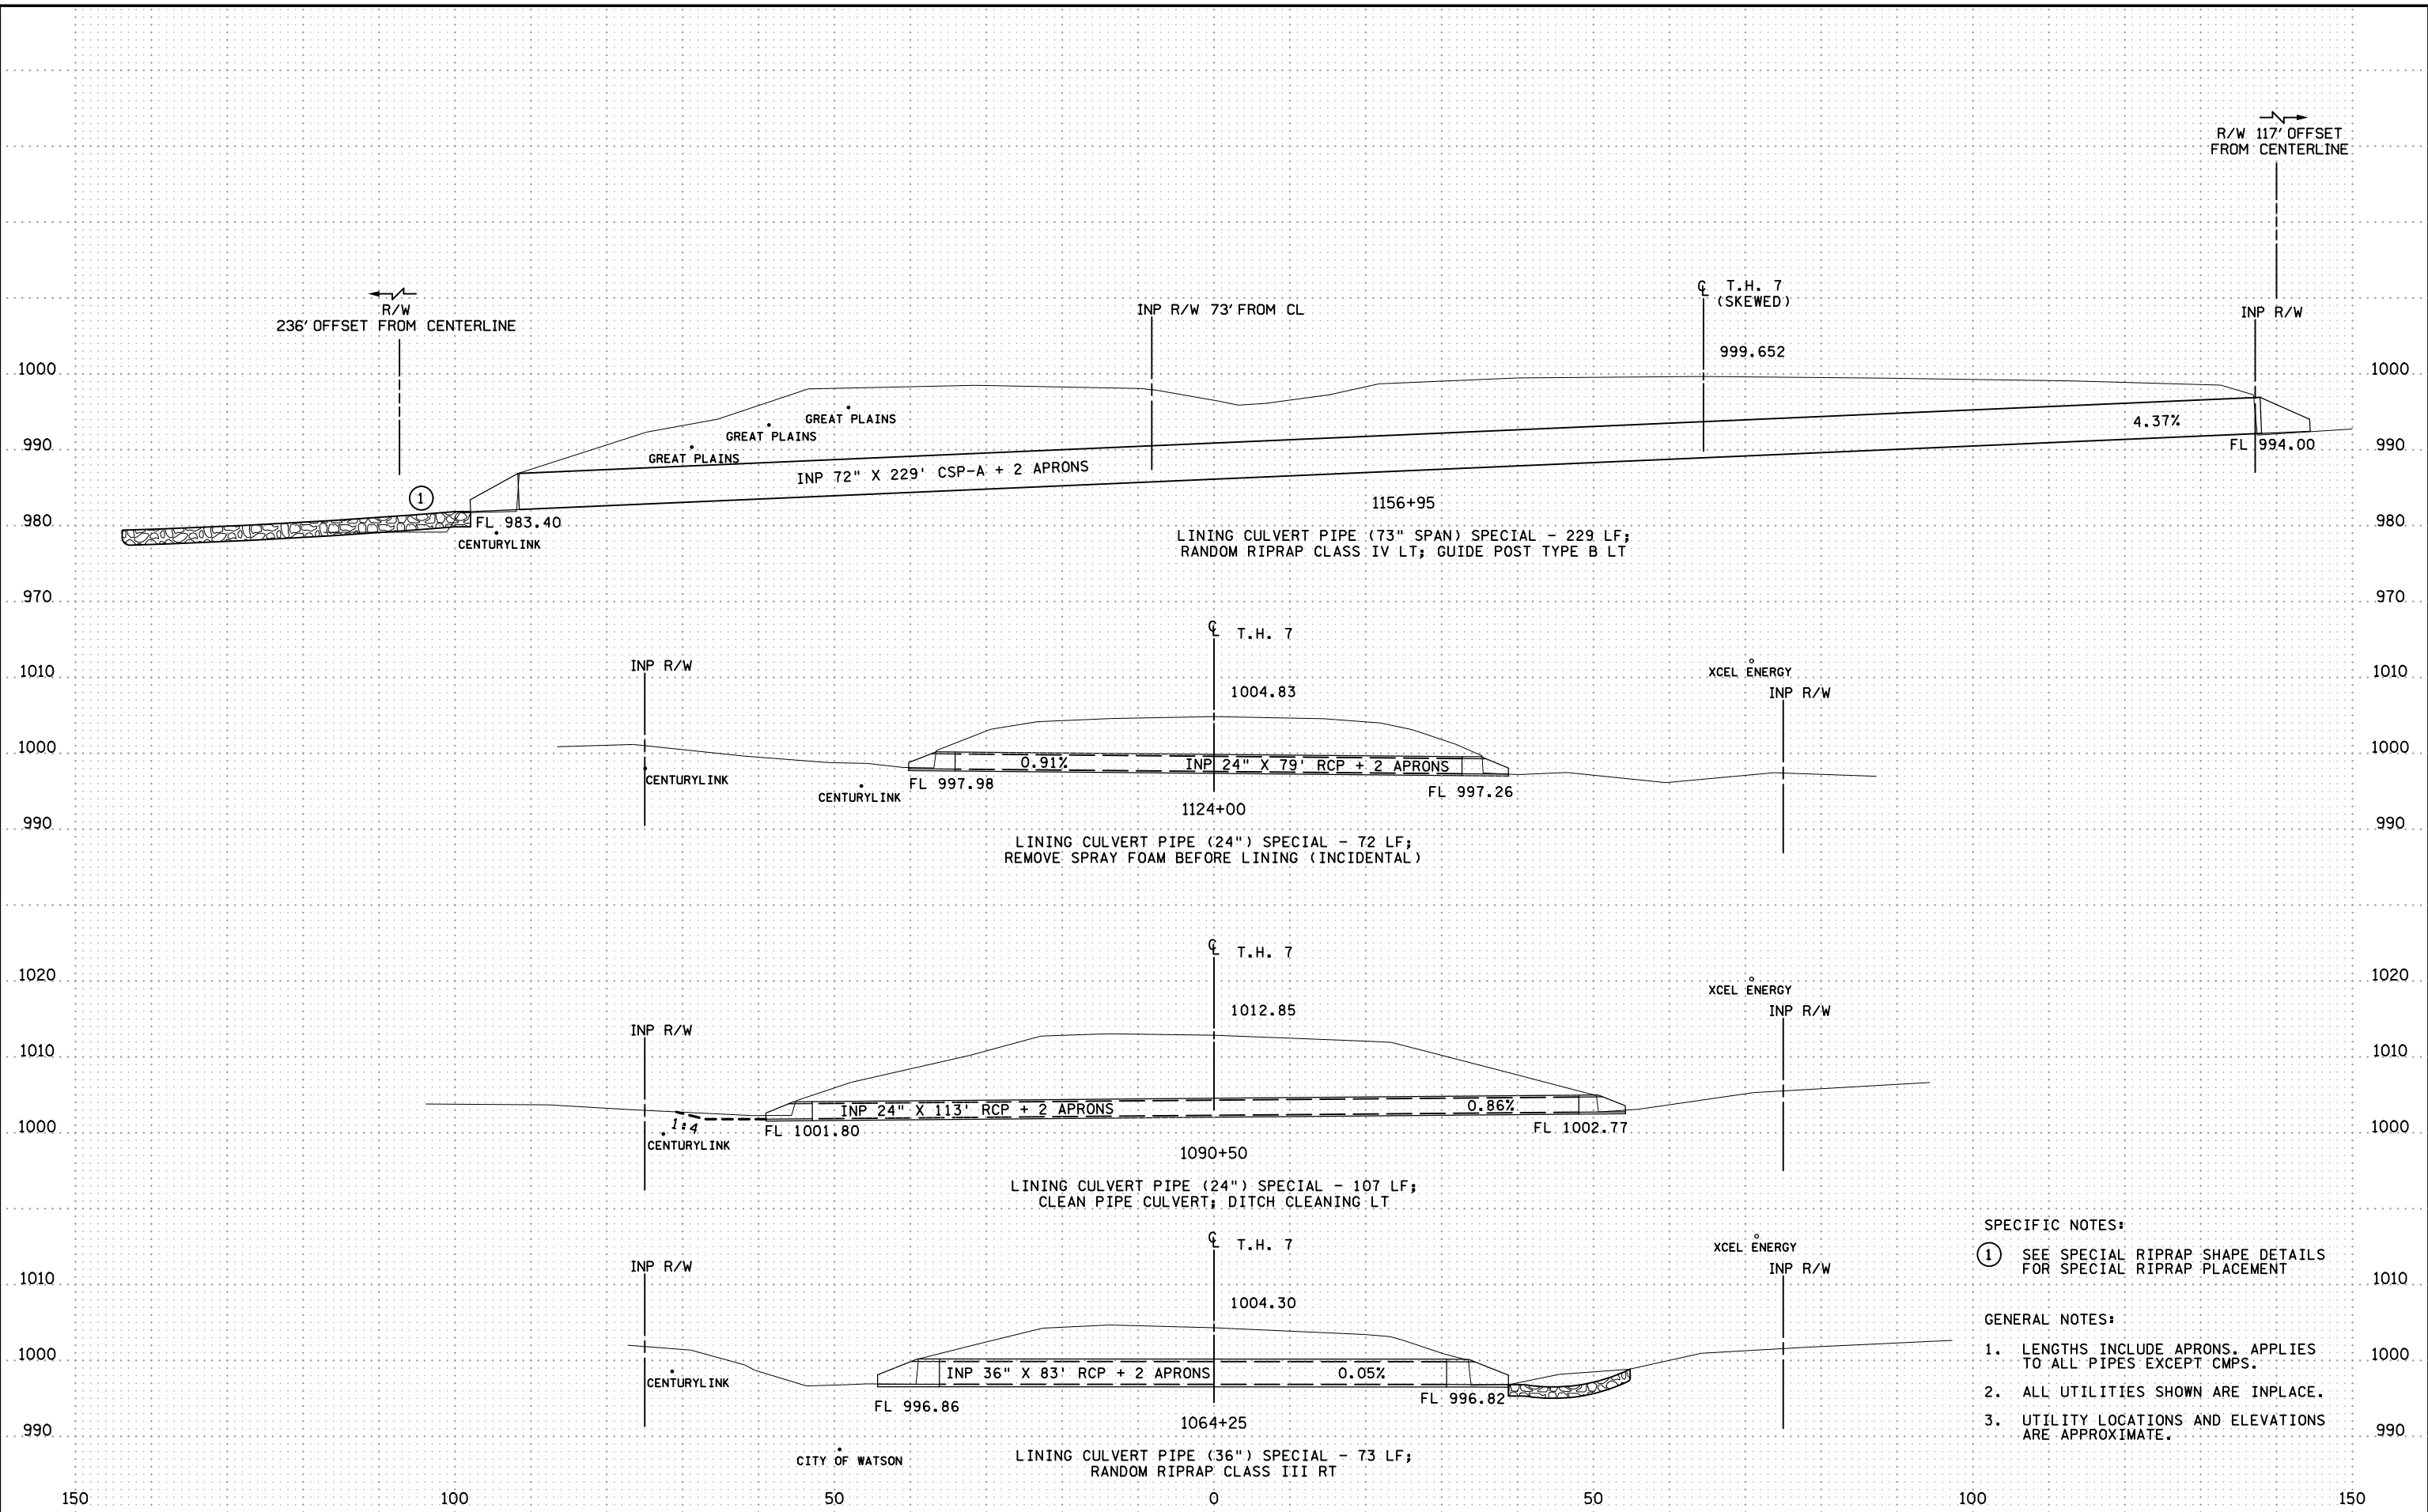 R/W 117' OFFSET
FROM CENTERLINE
R/W
236' OFFSET FROM CENTERLINE
INP R/W 73' FROM CL
℄ T.H. 7
(SKEWED)
INP R/W
999.652
1000
1000
GREAT PLAINS
GREAT PLAINS
GREAT PLAINS
4.37%
990
990
FL 994.00
INP 72" X 229' CSP-A + 2 APRONS
1
1156+95
980
FL 983.40
980
CENTURYLINK
LINING CULVERT PIPE (73" SPAN) SPECIAL - 229 LF;
RANDOM RIPRAP CLASS IV LT; GUIDE POST TYPE B LT
970
970
℄ T.H. 7
INP R/W
XCEL ENERGY
1010
1010
1004.83
INP R/W
1000
1000
0.91%
INP 24" X 79' RCP + 2 APRONS
CENTURYLINK
CENTURYLINK
FL 997.98
FL 997.26
1124+00
990
990
LINING CULVERT PIPE (24") SPECIAL - 72 LF;
REMOVE SPRAY FOAM BEFORE LINING (INCIDENTAL)
℄ T.H. 7
1020
1020
XCEL ENERGY
1012.85
INP R/W
INP R/W
1010
1010
INP 24" X 113' RCP + 2 APRONS
0.86%
1:4
1000
1000
FL 1001.80
FL 1002.77
CENTURYLINK
1090+50
LINING CULVERT PIPE (24") SPECIAL - 107 LF;
CLEAN PIPE CULVERT; DITCH CLEANING LT
℄ T.H. 7
INP R/W
XCEL ENERGY
INP R/W
1010
1010
1004.30
1000
1000
INP 36" X 83' RCP + 2 APRONS
0.05%
CENTURYLINK
FL 996.86
FL 996.82
1064+25
990
990
CITY OF WATSON
LINING CULVERT PIPE (36") SPECIAL - 73 LF;
RANDOM RIPRAP CLASS III RT
150
100
50
0
50
100
150
SPECIFIC NOTES:
1 SEE SPECIAL RIPRAP SHAPE DETAILS
FOR SPECIAL RIPRAP PLACEMENT
GENERAL NOTES:
1. LENGTHS INCLUDE APRONS. APPLIES
TO ALL PIPES EXCEPT CMPS.
2. ALL UTILITIES SHOWN ARE INPLACE.
3. UTILITY LOCATIONS AND ELEVATIONS
ARE APPROXIMATE.